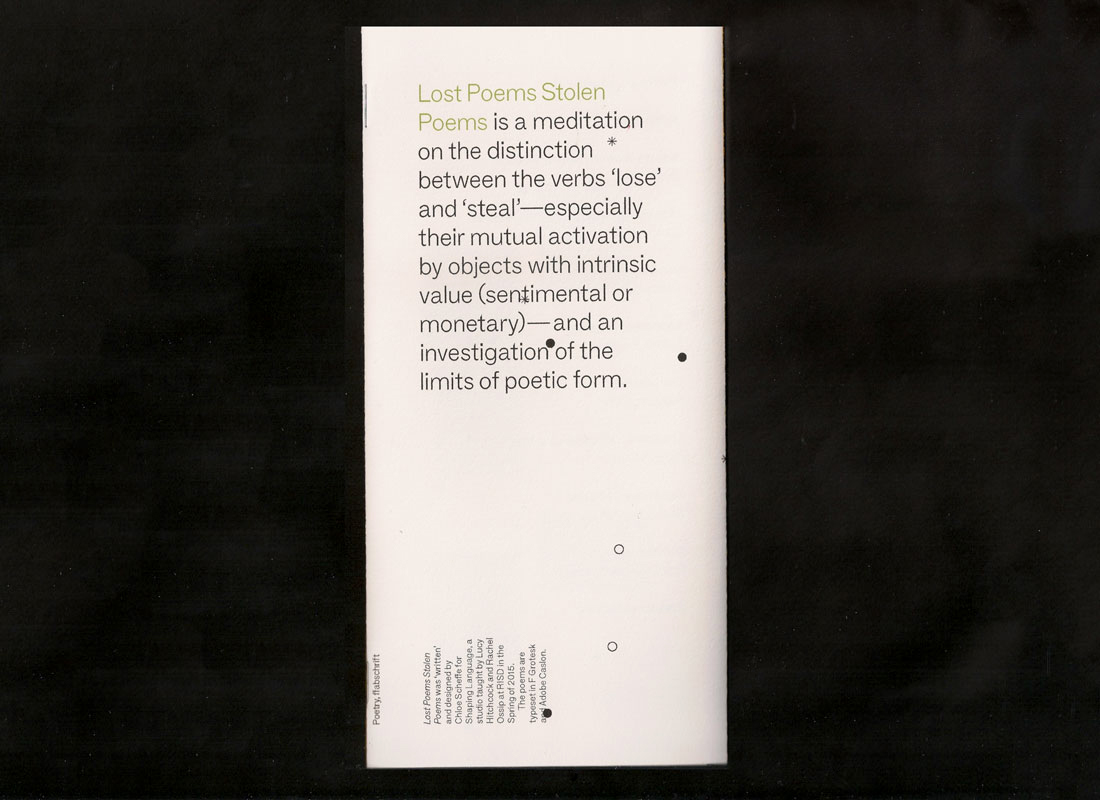 Lost Poems Stolen
Poems is a meditation
on the distinction
between the verbs ‘lose’
and ‘steal’—especially
their mutual activation
by objects with intrinsic
value (sentimental or
monetary)—and an
investigation of the
limits of poetic form.
Poetry, flabschrift
Lost Poems Stolen
Poems was ‘written’
and designed by
Chloe Scheffe for
Shaping Language, a
studio taught by Lucy
Hitchcock and Rachel
Ossip at RISD in the
Spring of 2015.
The poems are
typeset in F Grotesk
and Adobe Caslon.